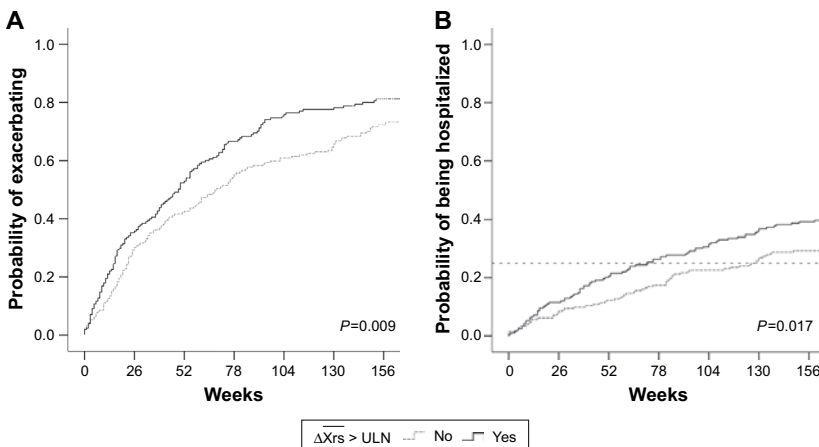 A
Probability of exacerbating
1.0
0.8
0.6
0.4
0.2
0.0
P=0.009
0 26 52 78 104 130 156
Weeks
B
Probability of being hospitalized
1.0
0.8
0.6
0.4
0.2
0.0
P=0.017
0 26 52 78 104 130 156
Weeks
ΔX̅r̅s̅ > ULN No Yes